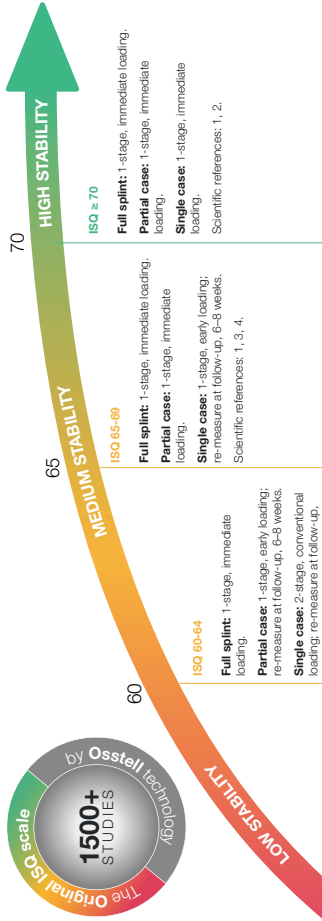 The Original ISQ scale
by Osstell technology
1500+
STUDIES
LOW STABILITY
60
MEDIUM STABILITY
65
HIGH STABILITY
70
ISQ 60-64
Full splint: 1-stage, immediate
loading.
Partial case: 1-stage, early loading;
re-measure at follow-up, 6–8 weeks.
Single case: 2-stage, conventional
loading; re-measure at follow-up,
ISQ 65-69
Full splint: 1-stage, immediate loading.
Partial case: 1-stage, immediate
loading.
Single case: 1-stage, early loading;
re-measure at follow-up, 6–8 weeks.
Scientific references: 1, 3, 4.
ISQ ≥ 70
Full splint: 1-stage, immediate loading.
Partial case: 1-stage, immediate
loading.
Single case: 1-stage, immediate
loading.
Scientific references: 1, 2.